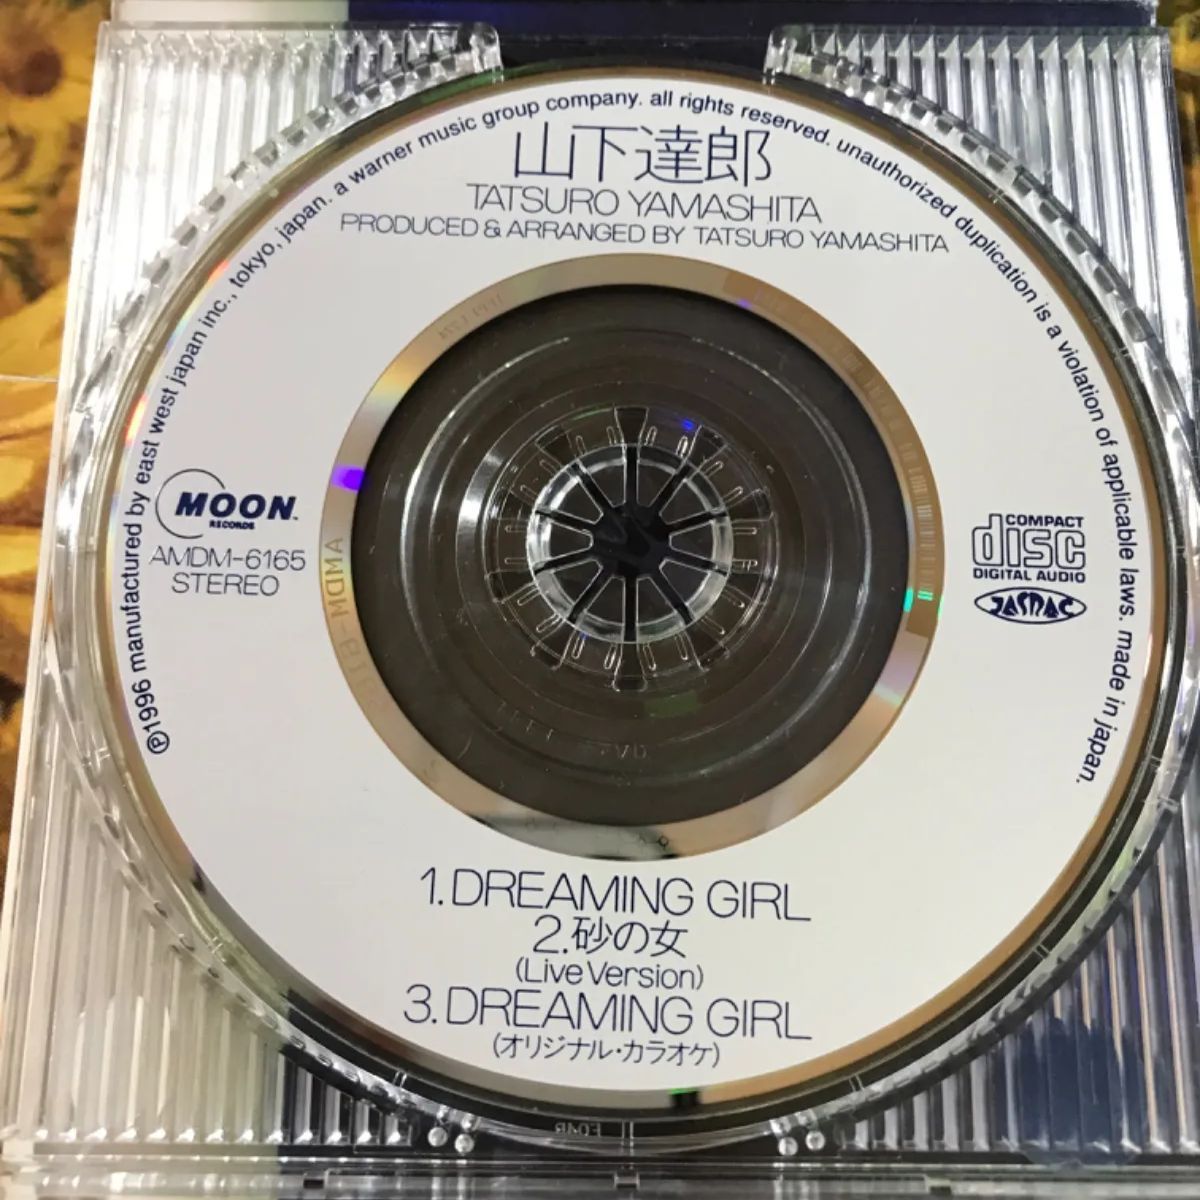 山下達郎
TATSURO YAMASHITA
PRODUCED & ARRANGED BY TATSURO YAMASHITA
℗1996 manufactured by east west japan inc., tokyo, japan. a warner music group company. all rights reserved. unauthorized duplication is a violation of applicable laws. made in japan.
MOON
RECORDS
AMDM-6165
STEREO
COMPACT
disc
DIGITAL AUDIO
JASRAC
AMDM-6165
1.DREAMING GIRL
2.砂の女
(Live Version)
3.DREAMING GIRL
(オリジナル・カラオケ)